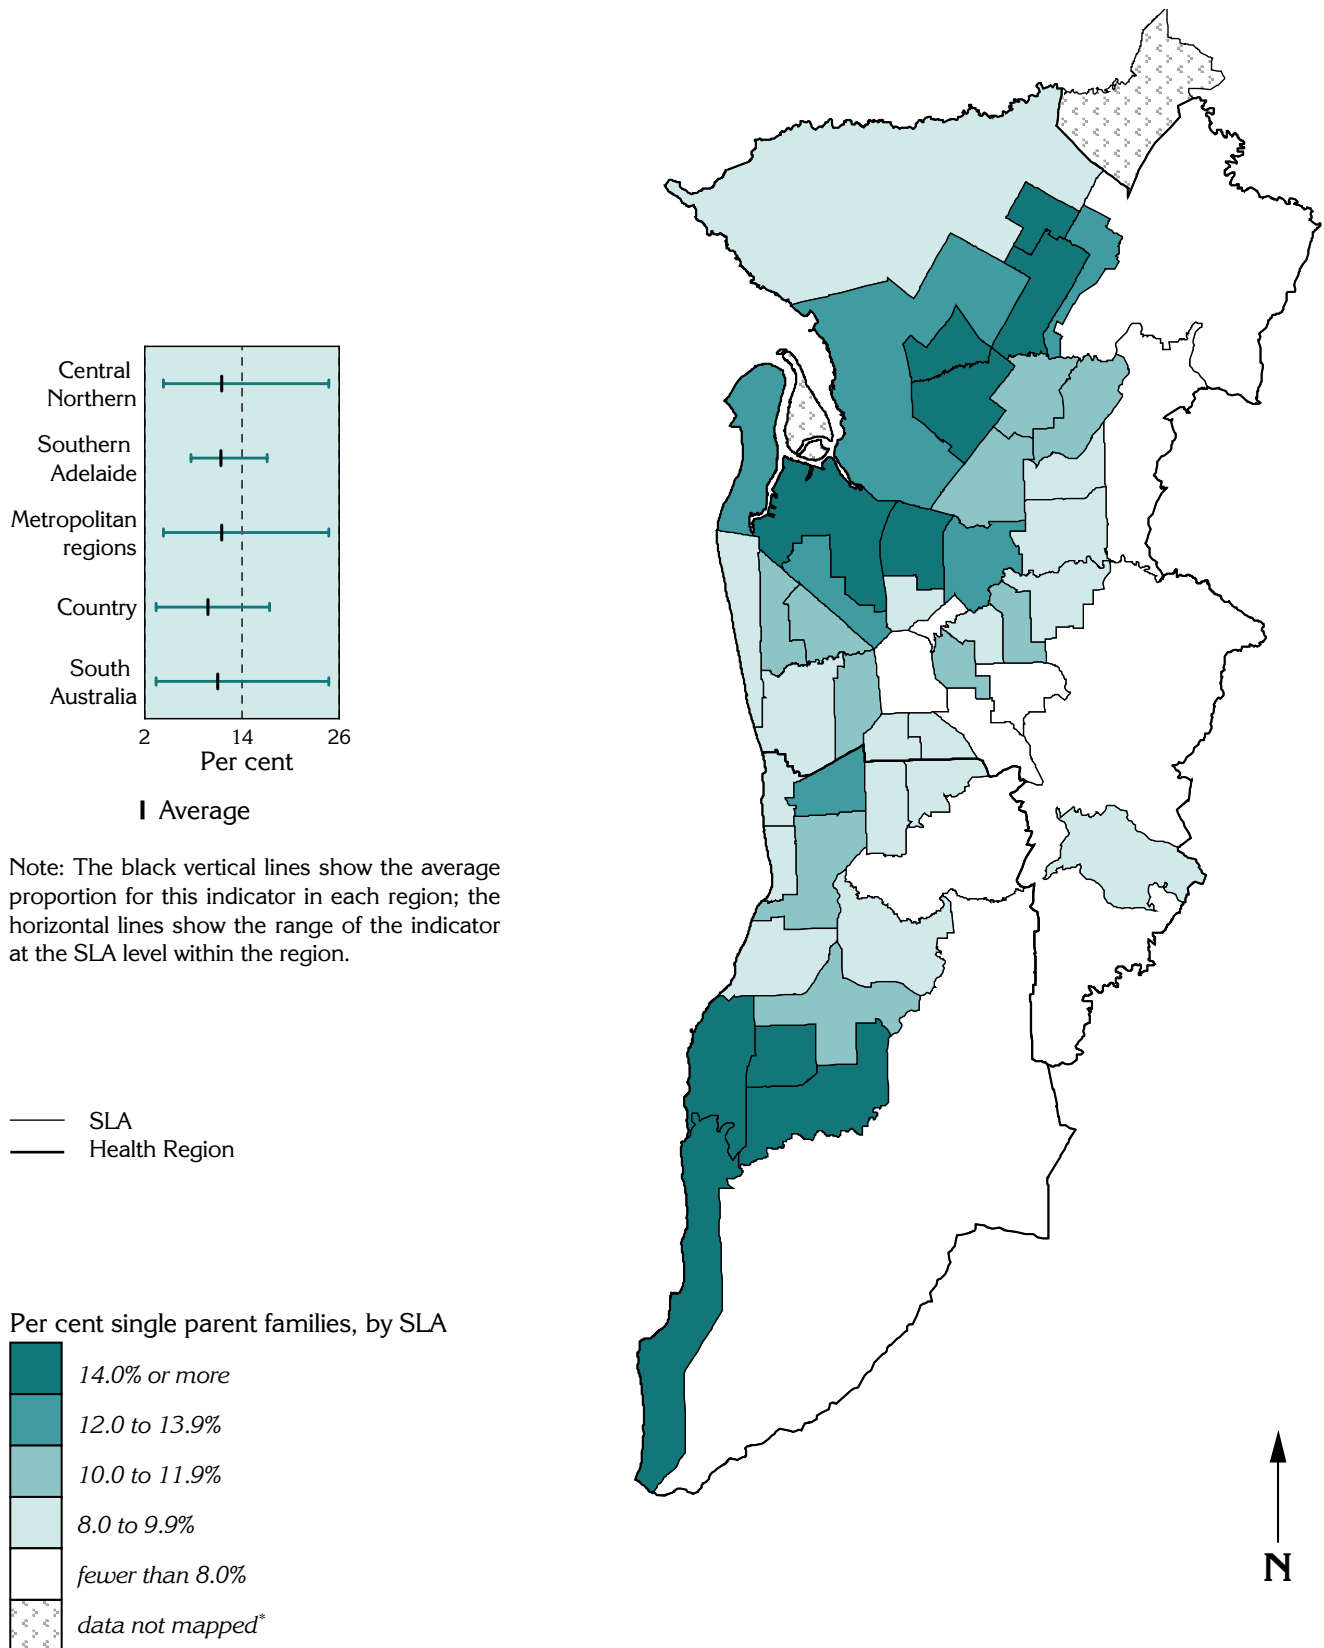 Central
Northern
Southern
Adelaide
Metropolitan
regions
Country
South
Australia
2 14 26
Per cent
Average
Note: The black vertical lines show the average
proportion for this indicator in each region; the
horizontal lines show the range of the indicator
at the SLA level within the region.
SLA
Health Region
Per cent single parent families, by SLA
14.0% or more
12.0 to 13.9%
10.0 to 11.9%
8.0 to 9.9%
fewer than 8.0%
data not mapped*
N